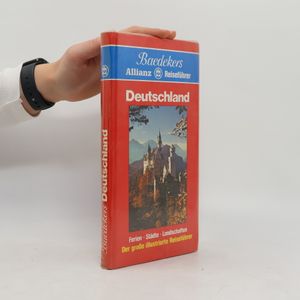 Baedekers
Allianz Reiseführer
Deutschland
Ferien · Städte · Landschaften
Der große illustrierte Reiseführer
Baedekers Deutschland